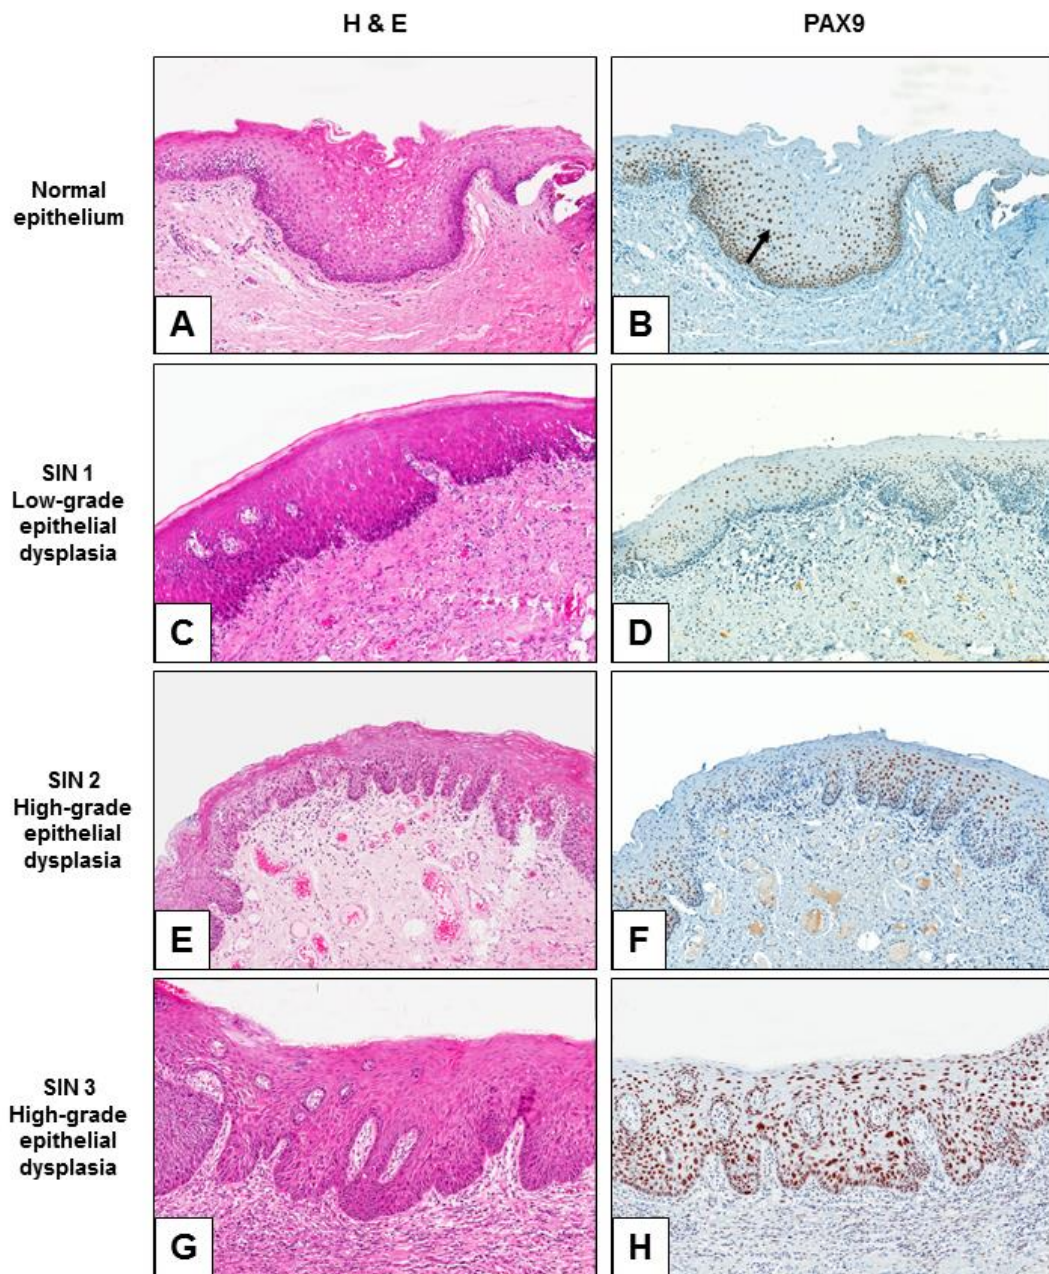 H & E
PAX9
Normal
epithelium
A
B
SIN 1
Low-grade
epithelial
dysplasia
C
D
SIN 2
High-grade
epithelial
dysplasia
E
F
SIN 3
High-grade
epithelial
dysplasia
G
H